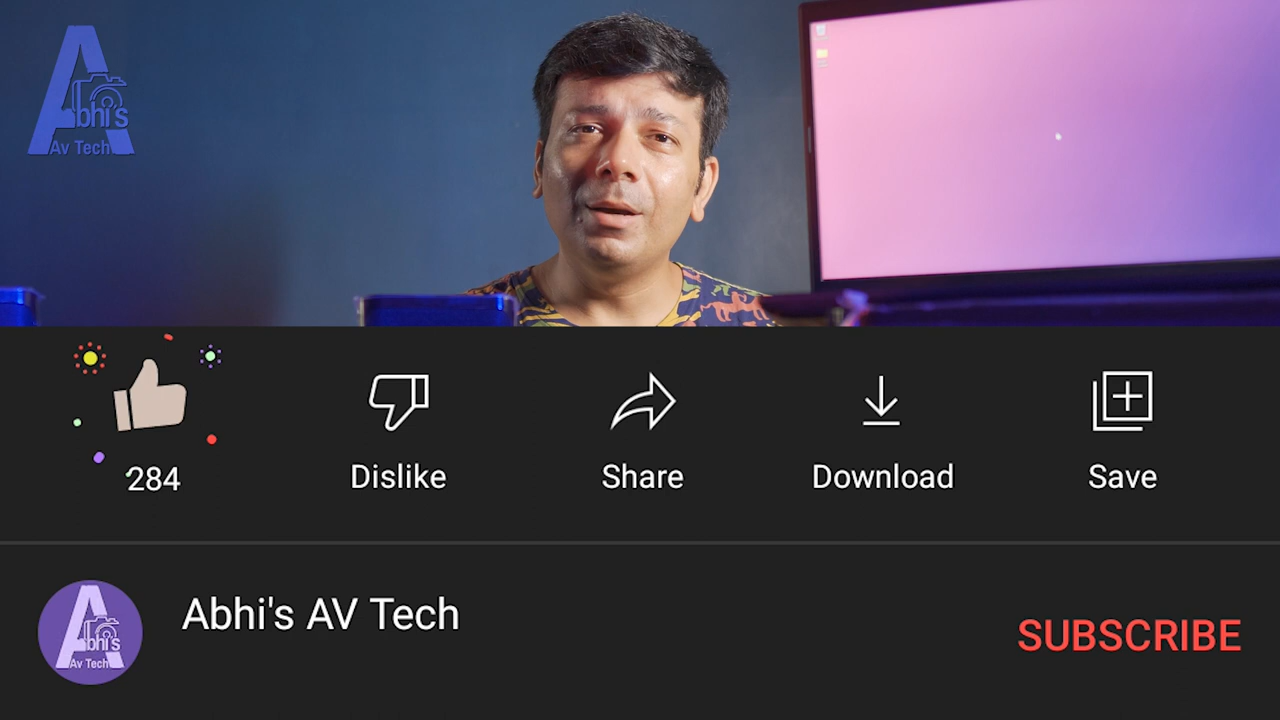 Abhi's
Av Tech
284
Dislike
Share
Download
Save
Abhi's AV Tech
SUBSCRIBE
Abhi's
Av Tech